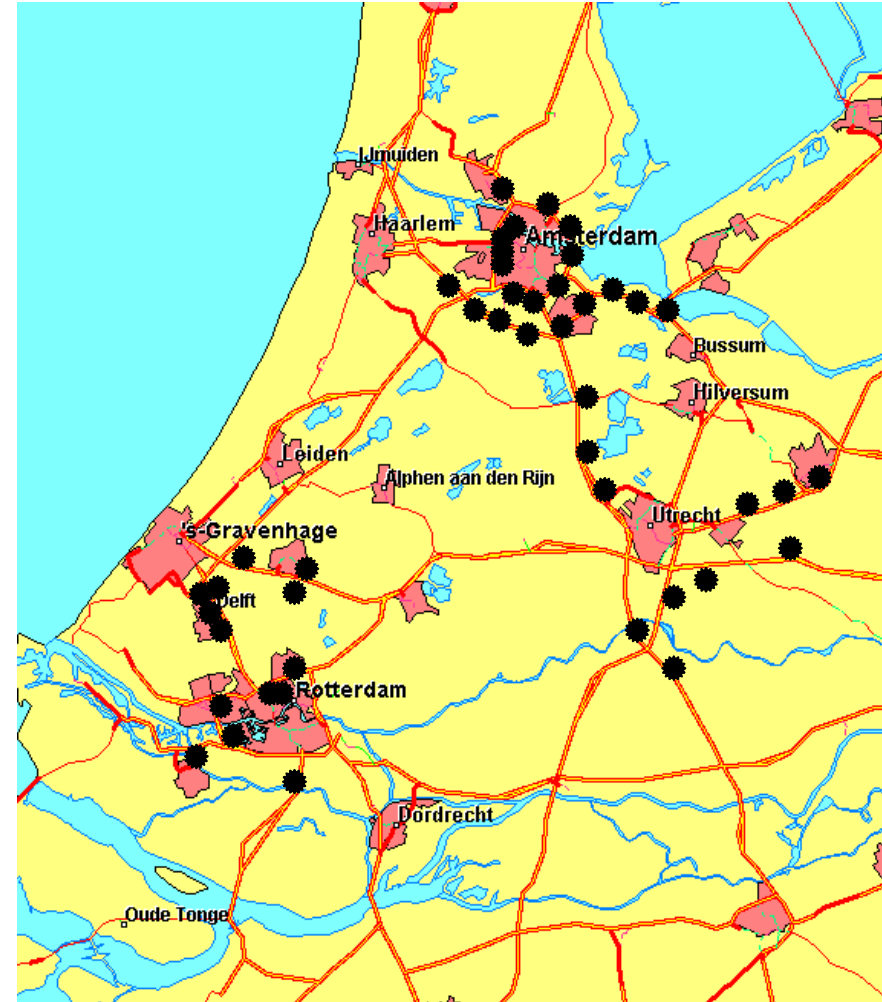 IJmuiden
Haarlem
Amsterdam
Bussum
Hilversum
Leiden
Alphen aan den Rijn
Utrecht
's-Gravenhage
Delft
Rotterdam
Dordrecht
Oude Tonge